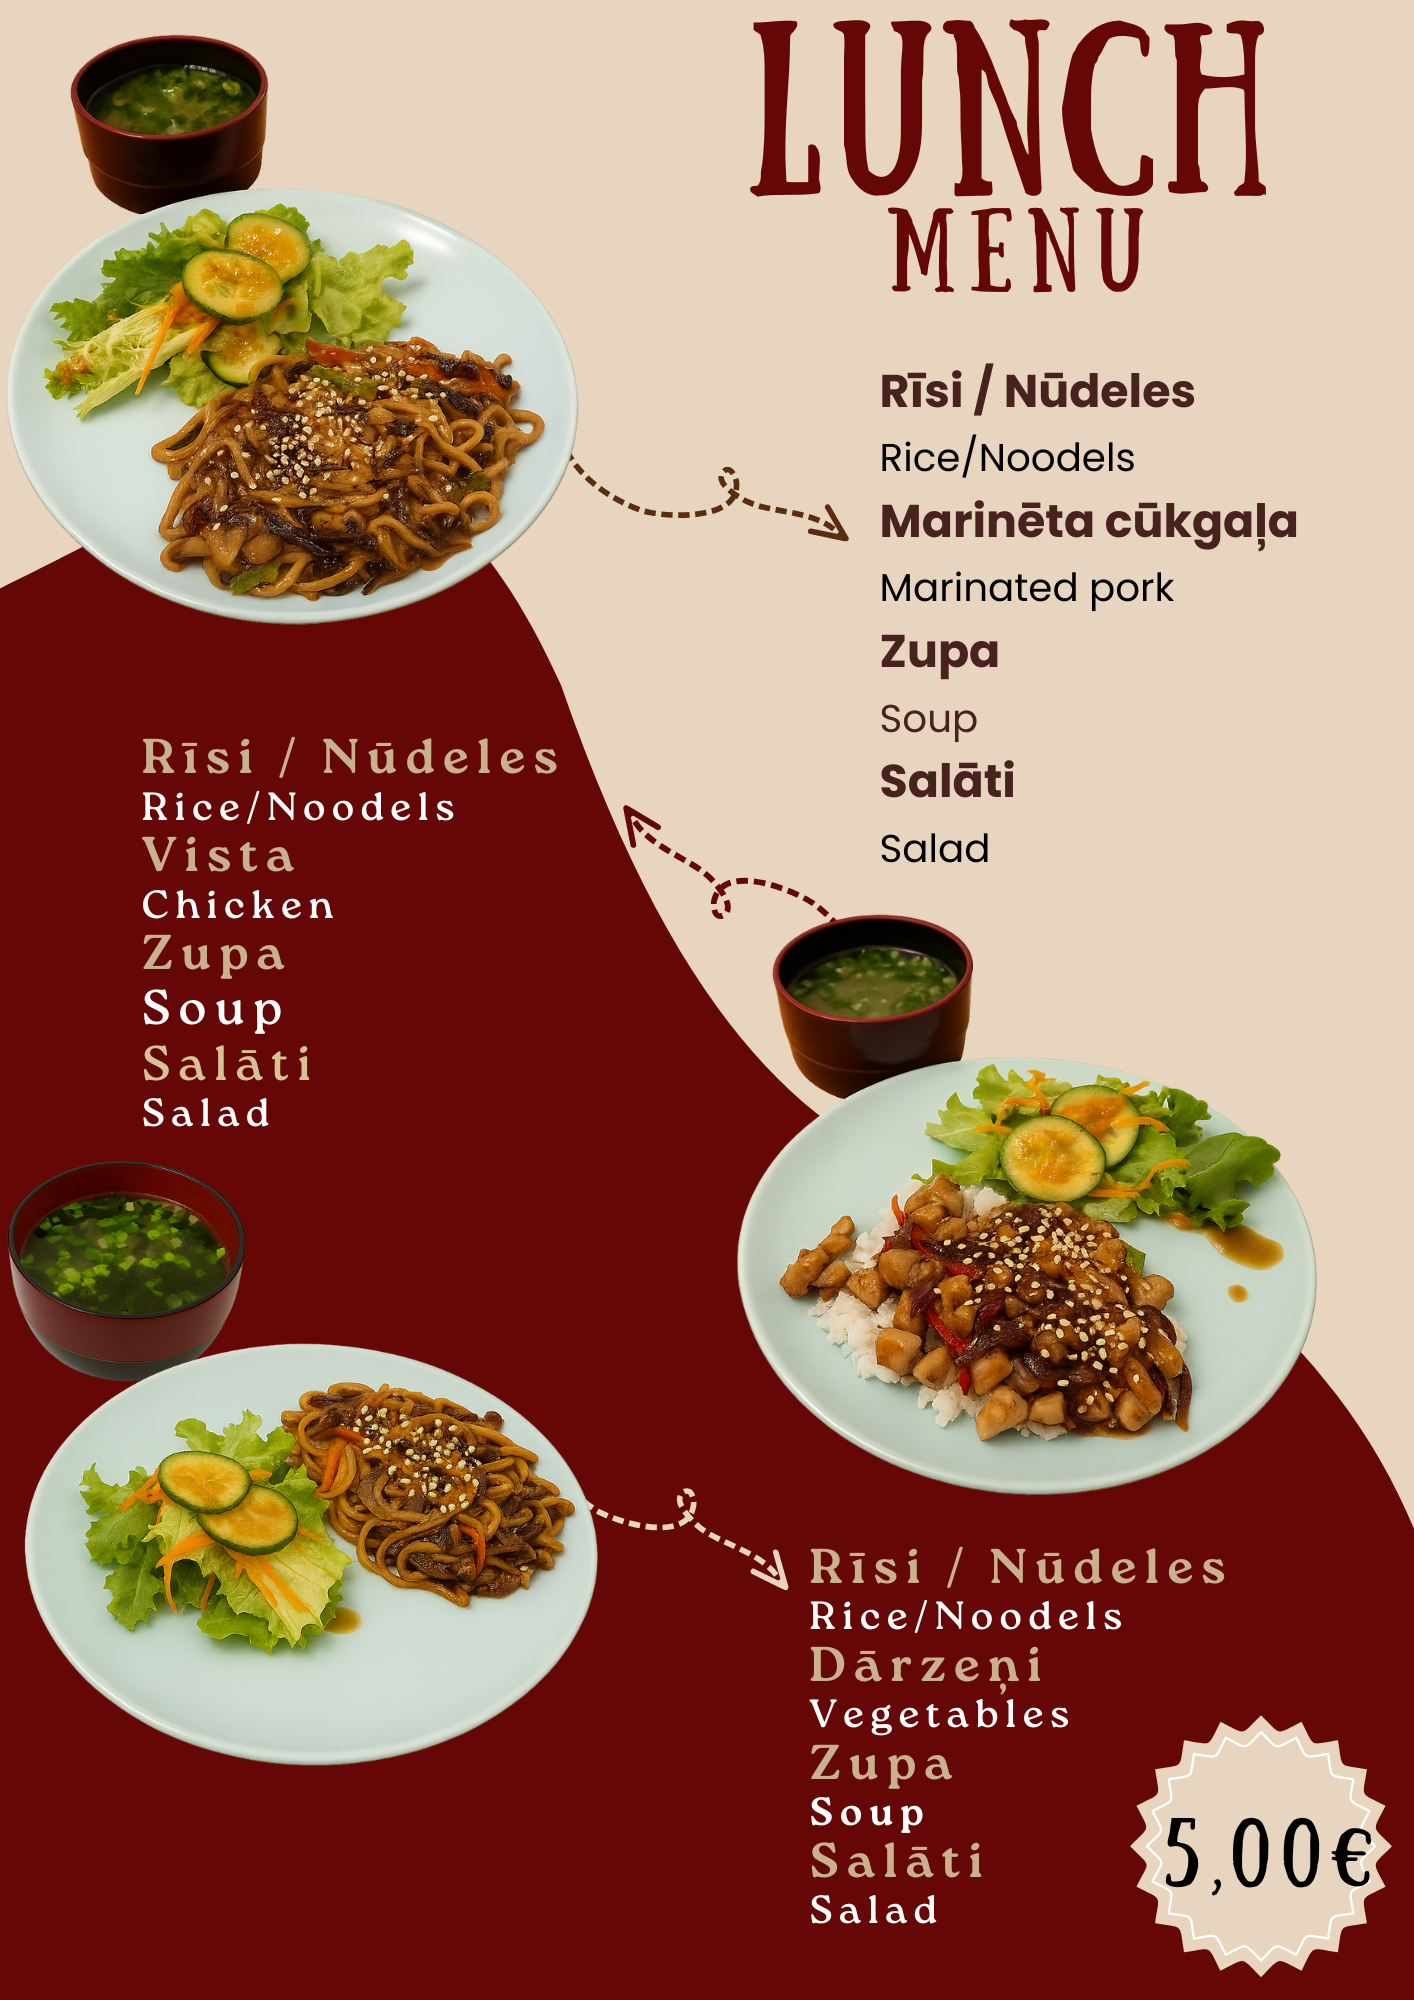 LUNCH
MENU
Rīsi / Nūdeles
Rice/Noodels
Marinēta cūkgaļa
Marinated pork
Zupa
Soup
Salāti
Salad
Rīsi / Nūdeles
Rice/Noodels
Vista
Chicken
Zupa
Soup
Salāti
Salad
Rīsi / Nūdeles
Rice/Noodels
Dārzeņi
Vegetables
Zupa
Soup
Salāti
Salad
5,00€